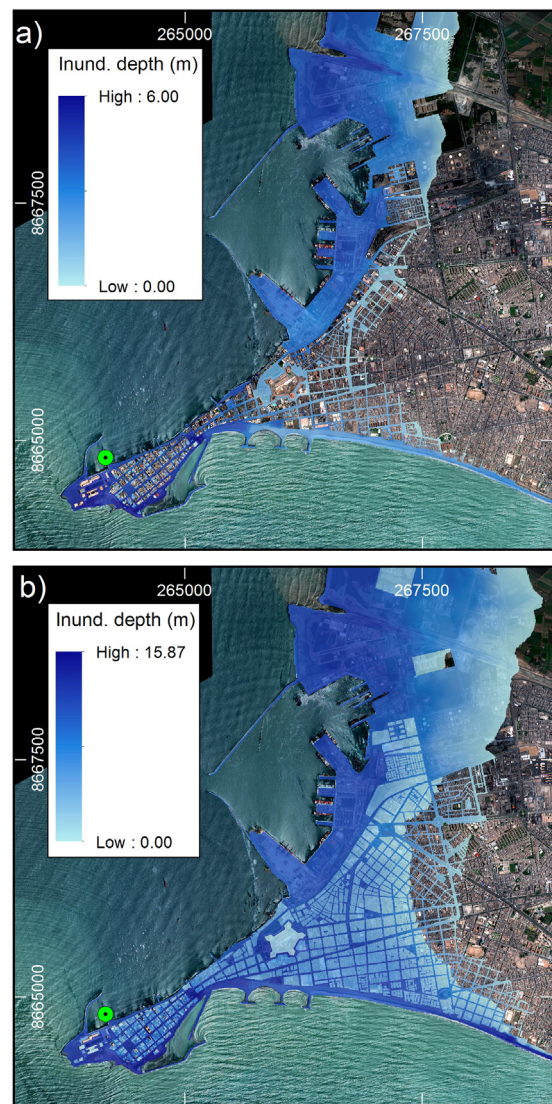 a)
265000
267500
Inund. depth (m)
High : 6.00
Low : 0.00
8667500
8665000
b)
265000
267500
Inund. depth (m)
High : 15.87
Low : 0.00
8667500
8665000